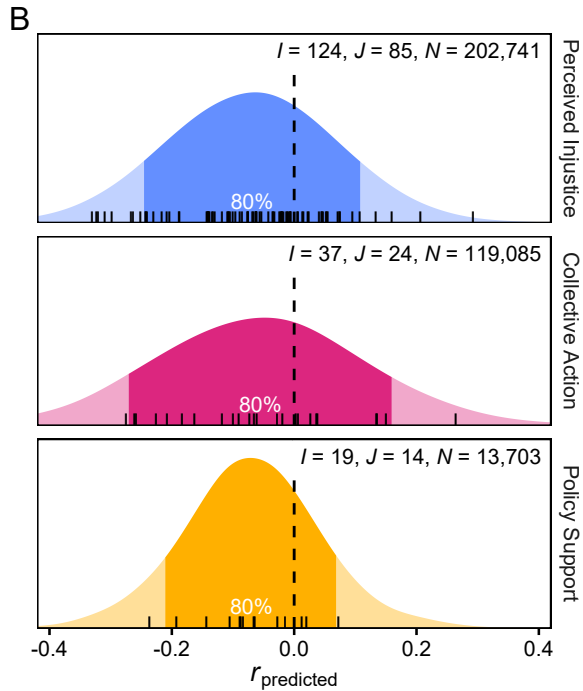 B
I = 124, J = 85, N = 202,741
80%
Perceived Injustice
I = 37, J = 24, N = 119,085
80%
Collective Action
I = 19, J = 14, N = 13,703
80%
Policy Support
-0.4 -0.2 0.0 0.2 0.4
r predicted